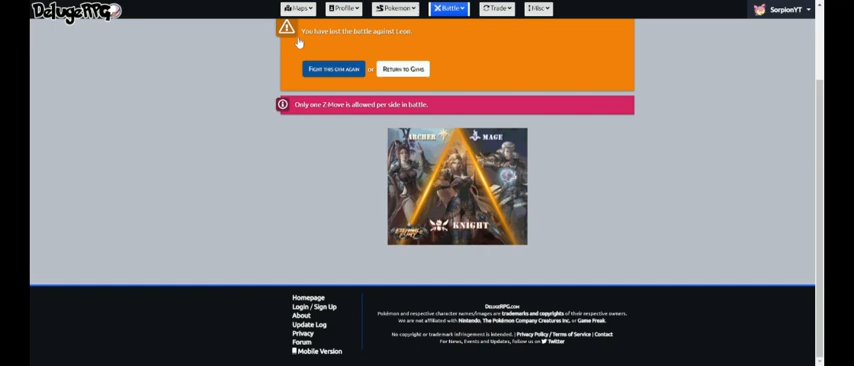 DelugeRPG
Maps Profile Pokemon Battle Trade Misc SorpionYT
You have lost the battle against Leon.
Fight this gym again or Return to Gyms
Only one Z-Move is allowed per side in battle.
ARCHER MAGE
KNIGHT
Homepage
Login / Sign Up
About
Update Log
Privacy
Forum
Mobile Version
DelugeRPG.com
Pokémon and respective character names/images are trademarks and copyrights of their respective owners.
We are not affiliated with Nintendo, The Pokémon Company Creatures Inc. or Game Freak.
No copyright or trademark infringement is intended. | Privacy Policy / Terms of Service | Contact
For News, Events and Updates, follow us on Twitter